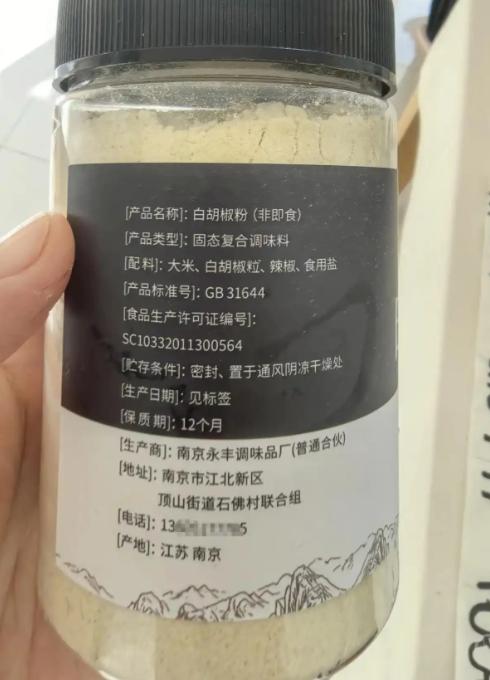 [产品名称]：白胡椒粉（非即食）
[产品类型]：固态复合调味料
[配料]：大米、白胡椒粒、辣椒、食用盐
[产品标准号]：GB 31644
[食品生产许可证编号]：
SC10332011300564
[贮存条件]：密封、置于通风阴凉干燥处
[生产日期]：见标签
[保质期]：12个月
[生产商]：南京永丰调味品厂(普通合伙)
[地址]：南京市江北新区
顶山街道石佛村联合组
[电话]：13 5
[产地]：江苏 南京